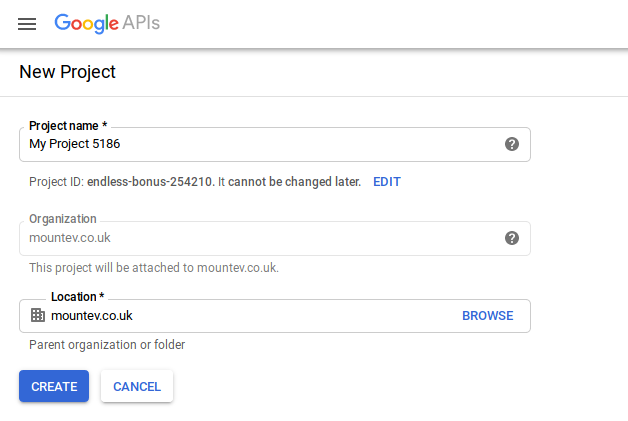 Google APIs
New Project
Project name *
My Project 5186
Project ID: endless-bonus-254210. It cannot be changed later. EDIT
Organization
mountev.co.uk
This project will be attached to mountev.co.uk.
Location *
mountev.co.uk BROWSE
Parent organization or folder
CREATE CANCEL